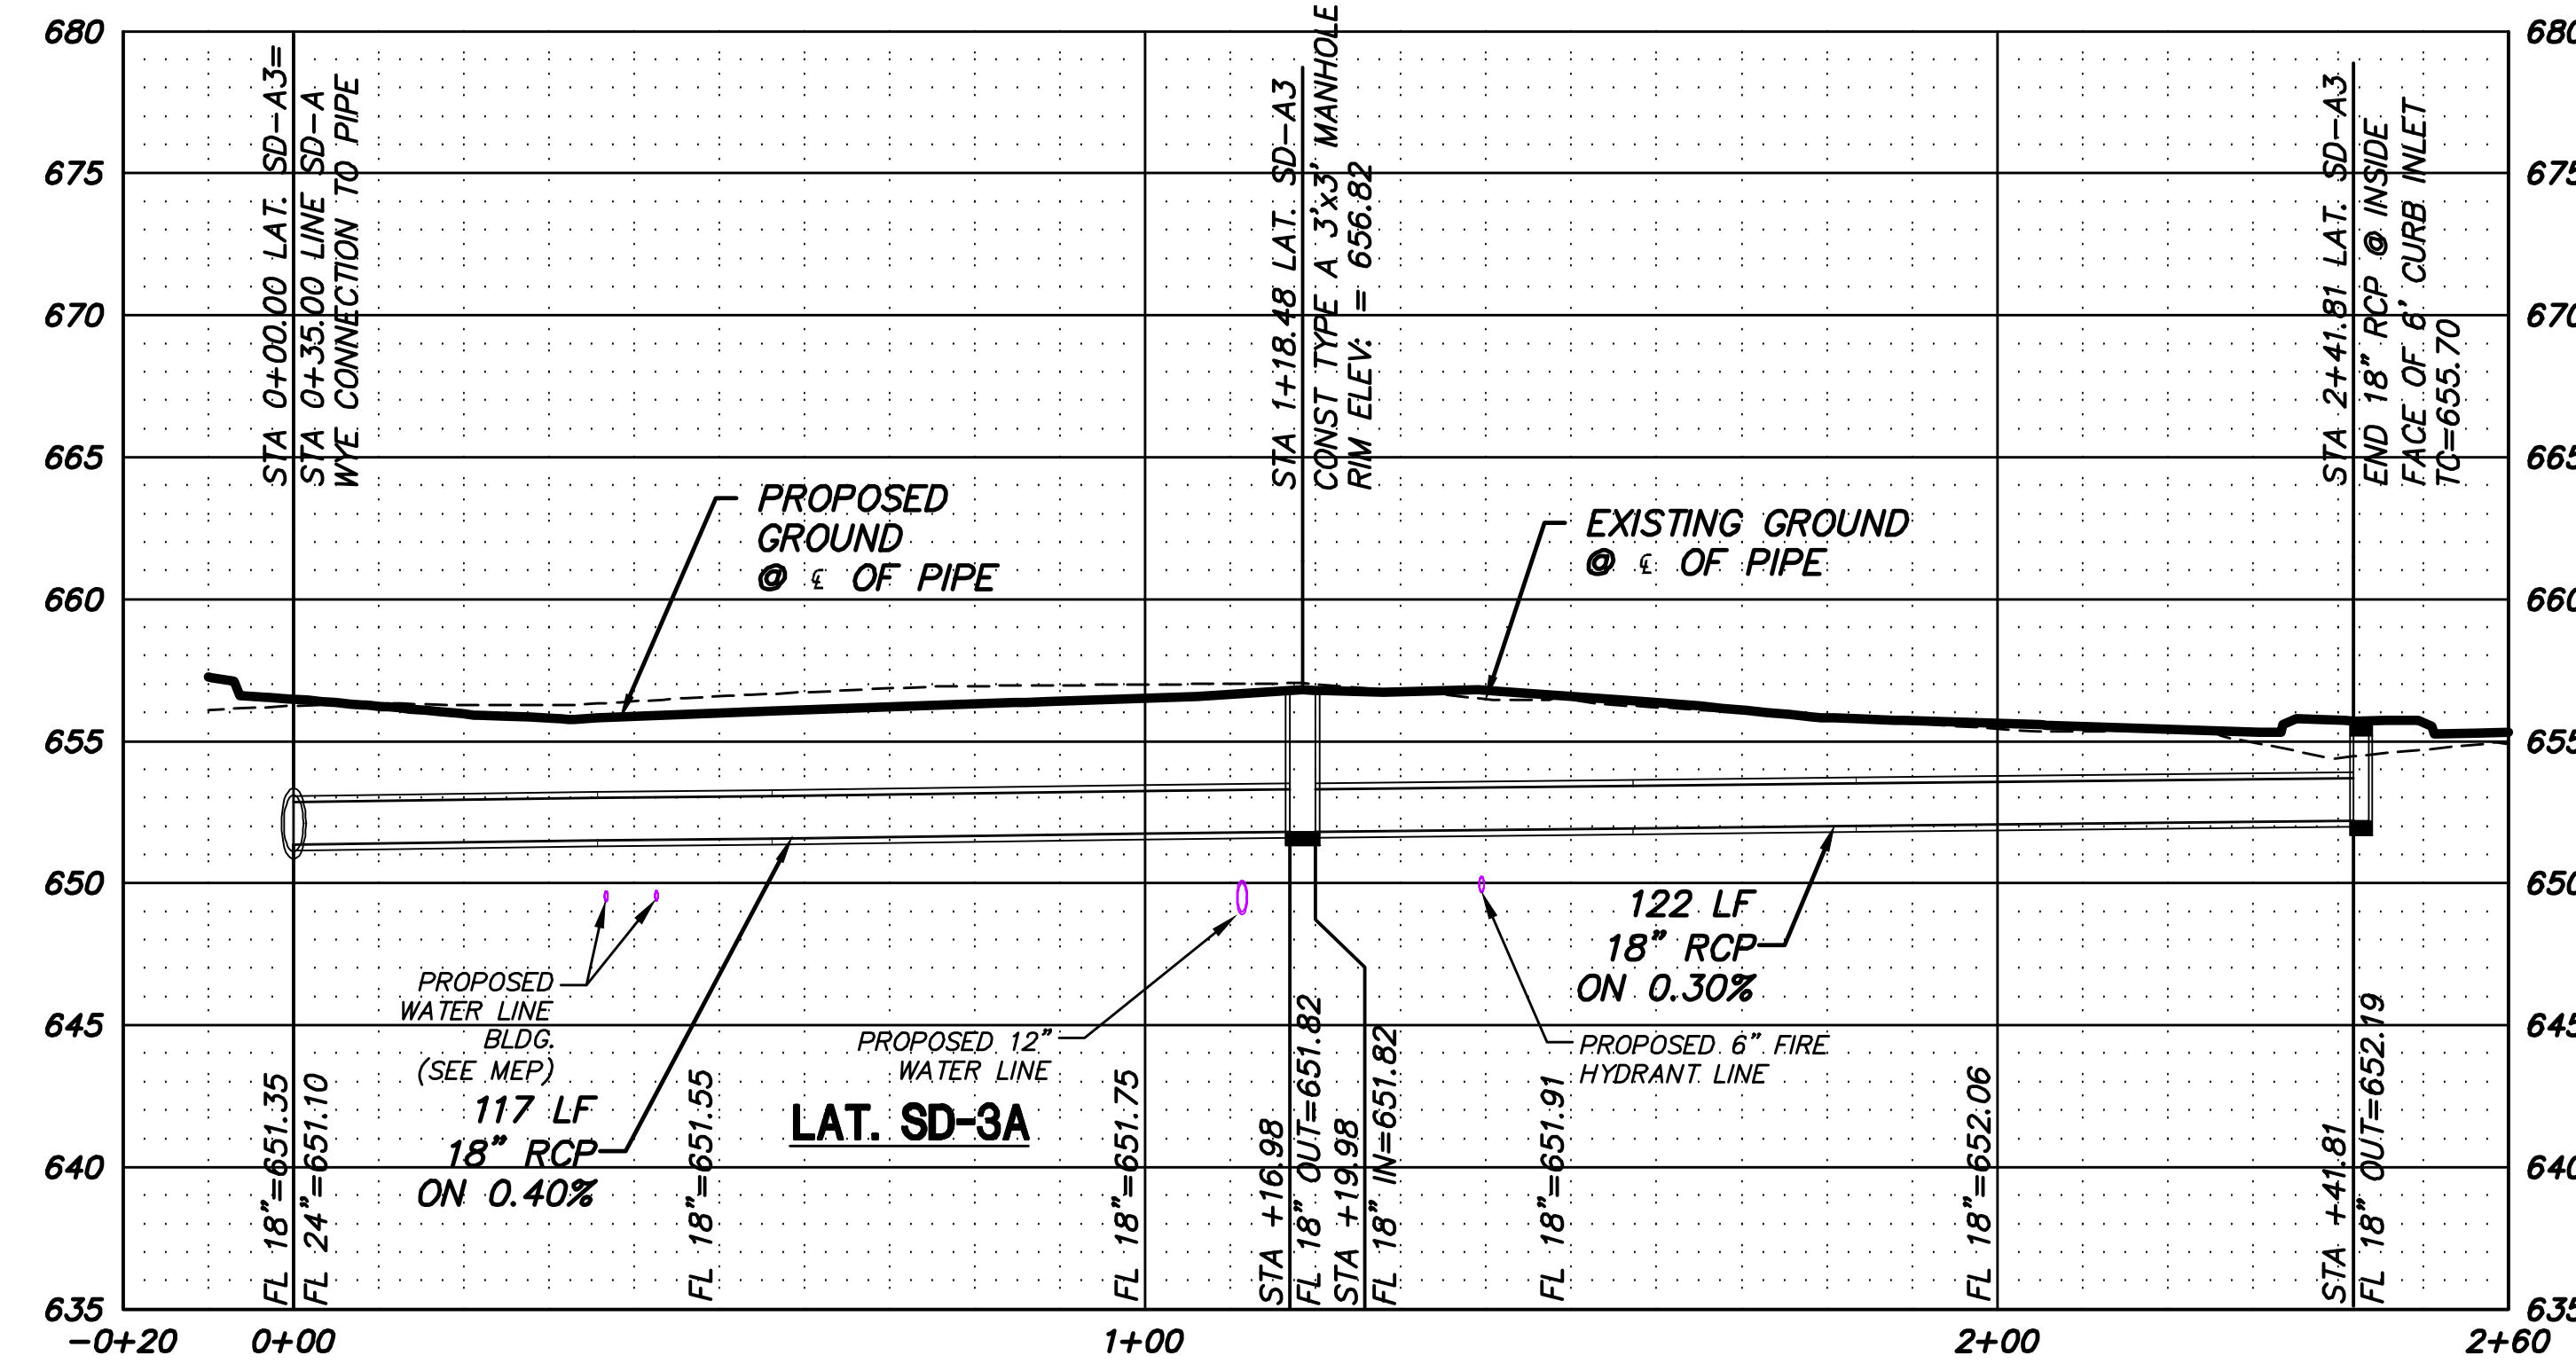 680
675
670
665
660
655
650
645
640
635
680
675
670
665
660
655
650
645
640
635
STA 0+00.00 LAT. SD-A3=
STA 0+35.00 LINE SD-A
WYE CONNECTION TO PIPE
STA 1+18.48 LAT. SD-A3
CONST TYPE A 3'x3' MANHOLE
RIM ELEV: = 656.82
STA 2+41.81 LAT. SD-A3
END 18" RCP @ INSIDE
FACE OF 6' CURB INLET
TC=655.70
PROPOSED
GROUND
@ ℄ OF PIPE
EXISTING GROUND
@ ℄ OF PIPE
PROPOSED
WATER LINE
BLDG.
(SEE MEP)
117 LF
18" RCP
ON 0.40%
PROPOSED 12"
WATER LINE
LAT. SD-3A
122 LF
18" RCP
ON 0.30%
PROPOSED 6" FIRE
HYDRANT LINE
FL 18"=651.35
FL 24"=651.10
FL 18"=651.55
FL 18"=651.75
STA +16.98
FL 18" OUT=651.82
STA +19.98
FL 18" IN=651.82
FL 18"=651.91
FL 18"=652.06
STA +41.81
FL 18" OUT=652.19
-0+20
0+00
1+00
2+00
2+60